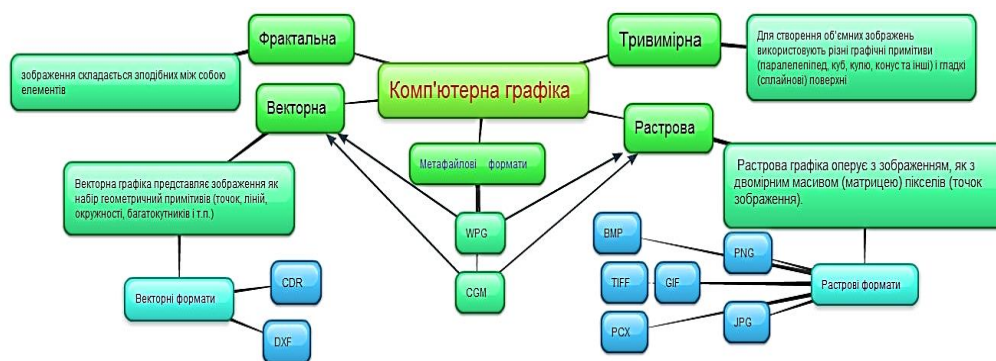 Фрактальна
Тривимірна
Для створення об'ємних зображень
використовують різні графічні примітиви
(паралелепіпед, куб, кулю, конус та інші) і гладкі
(сплайнові) поверхні
зображення складається зподібних між собою
елементів
Комп'ютерна графіка
Векторна
Растрова
Метафайлові формати
Векторна графіка представляє зображення як
набір геометричний примітивів (точок, ліній,
окружності, багатокутників і т.п.)
Растрова графіка оперує з зображенням, як з
двомірним масивом (матрицею) пікселів (точок
зображення).
WPG
CGM
Векторні формати
CDR
DXF
BMP
PNG
TIFF
GIF
PCX
JPG
Растрові формати